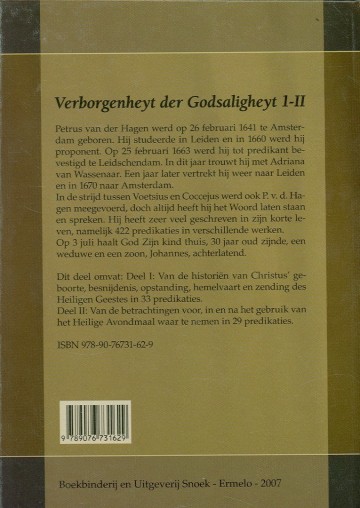 Verborgenheyt der Godsaligheyt 1-II
Petrus van der Hagen werd op 26 februari 1641 te Amster-
dam geboren. Hij studeerde in Leiden en in 1660 werd hij
proponent. Op 25 februari 1663 werd hij tot predikant be-
vestigd te Leidschendam. In dit jaar trouwt hij met Adriana
van Wassenaar. Een jaar later vertrekt hij weer naar Leiden
en in 1670 naar Amsterdam.
In de strijd tussen Voetsius en Coccejus werd ook P. v. d. Ha-
gen meegevoerd, doch altijd heeft hij het Woord laten staan
en spreken. Hij heeft zeer veel geschreven in zijn korte le-
ven, namelijk 422 predikaties in verschillende werken.
Op 3 juli haalt God Zijn kind thuis, 30 jaar oud zijnde, een
weduwe en een zoon, Johannes, achterlatend.
Dit deel omvat: Deel I: Van de historiën van Christus' ge-
boorte, besmijdenis, opstanding, hemelvaart en zending des
Heiligen Geestes in 33 predikaties.
Deel II: Van de betrachtingen voor, in en na het gebruik van
het Heilige Avondmaal waar te nemen in 29 predikaties.
ISBN 978-90-76731-62-9
9 789076 731629
Boekbinderij en Uitgeverij Snoek - Ermelo - 2007